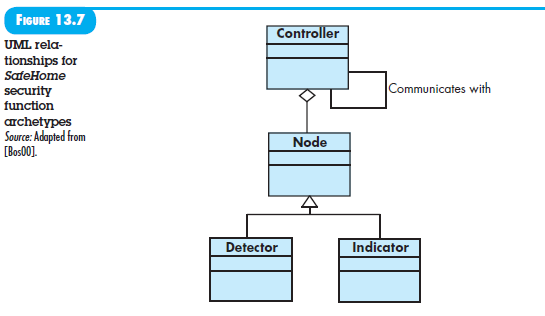 FIGURE 13.7
UML rela-
tionships for
SafeHome
security
function
archetypes
Source: Adapted from
[Bos00].
Controller
Communicates with
Node
Detector
Indicator